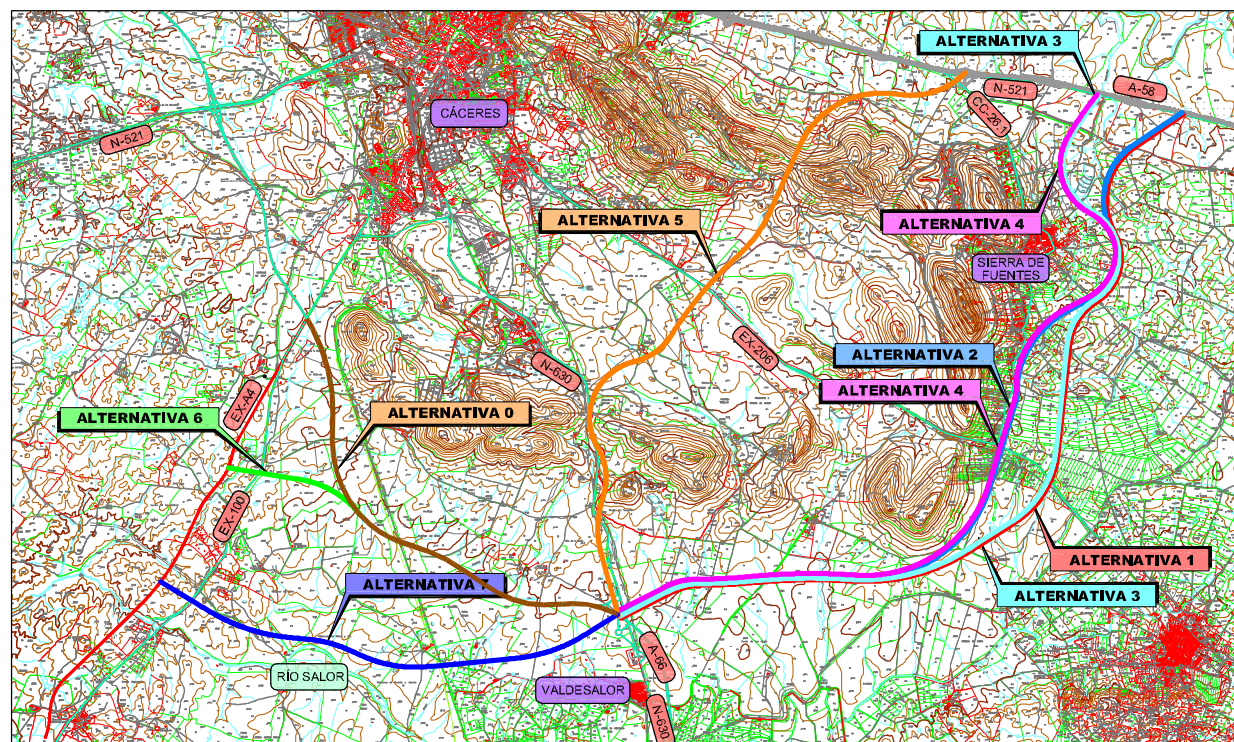 ALTERNATIVA 3
N-521
A-58
CC-26.1
CÁCERES
N-521
ALTERNATIVA 5
ALTERNATIVA 4
SIERRA DE
FUENTES
EX-206
N-630
ALTERNATIVA 2
ALTERNATIVA 4
EX-A4
ALTERNATIVA 0
ALTERNATIVA 6
EX-100
ALTERNATIVA 1
ALTERNATIVA 7
ALTERNATIVA 3
RÍO SALOR
A-66
VALDESALOR
N-630